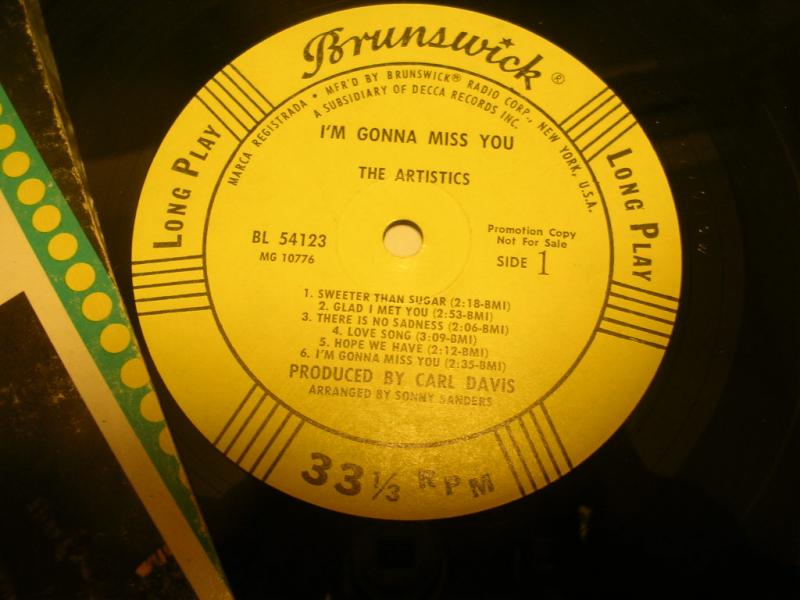 Brunswick®
MARCA REGISTRADA • MFR'D BY BRUNSWICK® RADIO CORP., NEW YORK, U.S.A.
A SUBSIDIARY OF DECCA RECORDS INC.
I'M GONNA MISS YOU
THE ARTISTICS
LONG PLAY
LONG PLAY
BL 54123
MG 10776
Promotion Copy
Not For Sale
SIDE 1
1. SWEETER THAN SUGAR (2:18-BMI)
2. GLAD I MET YOU (2:53-BMI)
3. THERE IS NO SADNESS (2:06-BMI)
4. LOVE SONG (3:09-BMI)
5. HOPE WE HAVE (2:12-BMI)
6. I'M GONNA MISS YOU (2:35-BMI)
PRODUCED BY CARL DAVIS
ARRANGED BY SONNY SANDERS
33 1/3 RPM